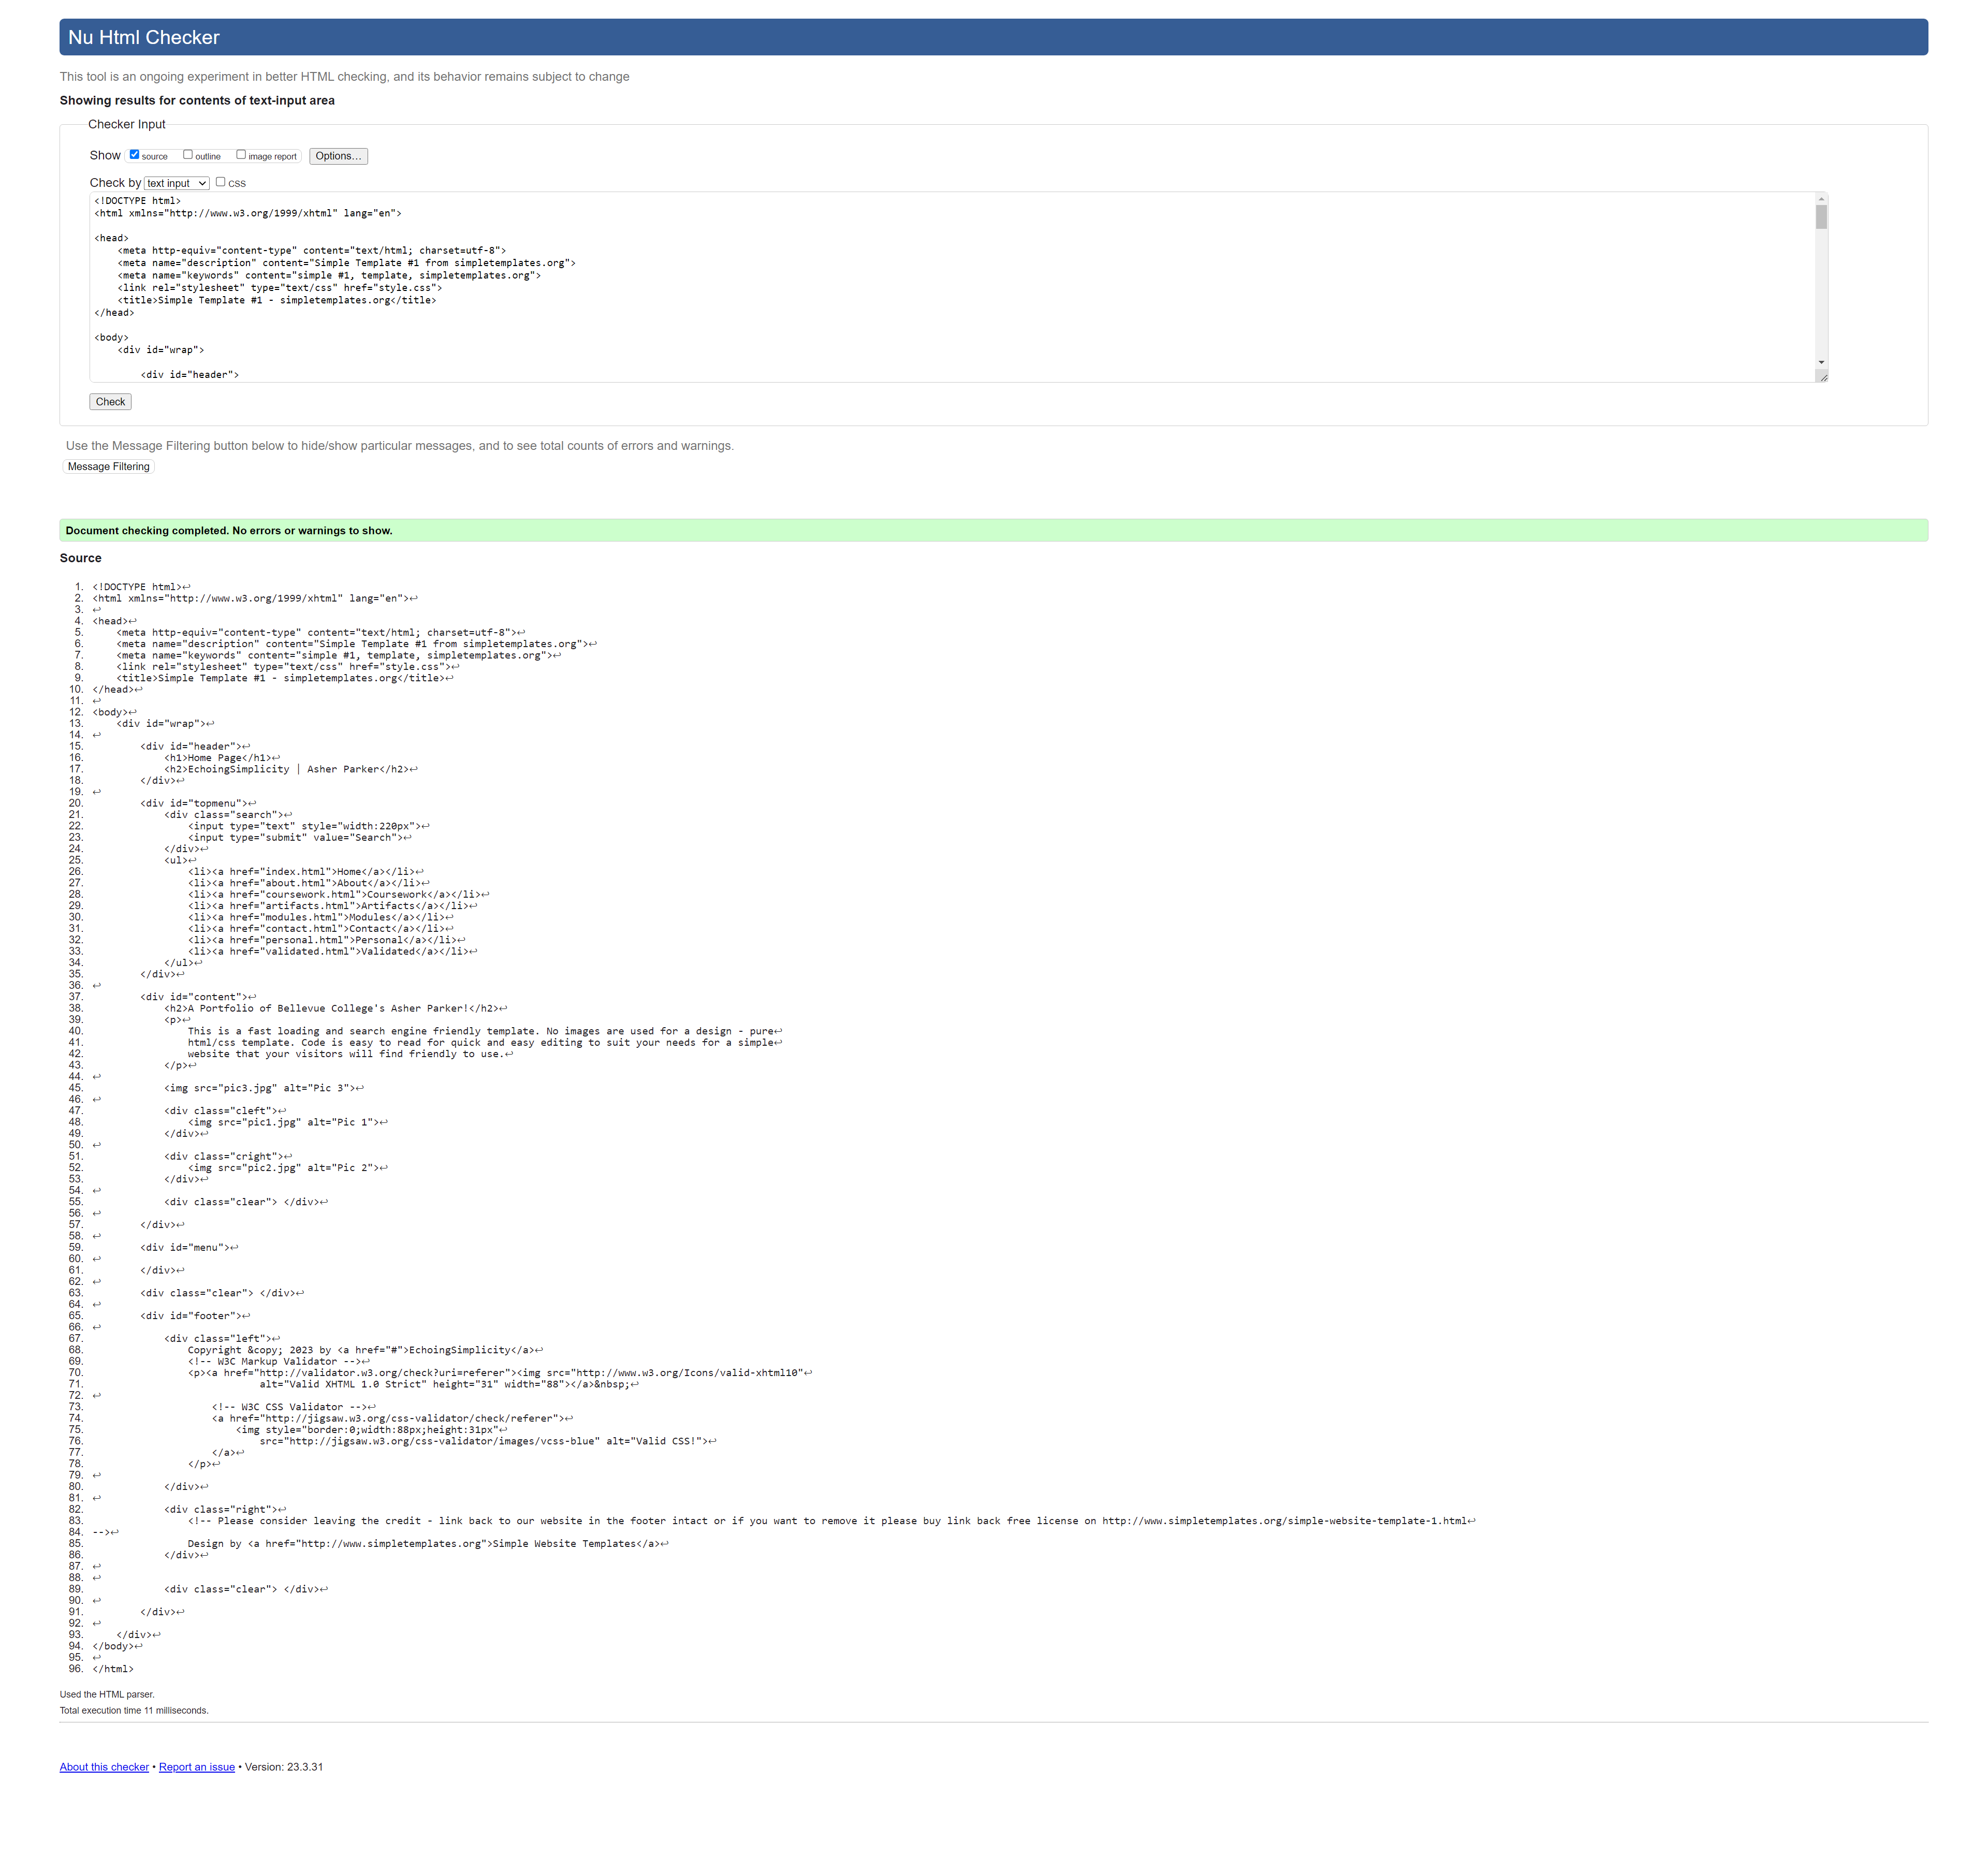 Nu Html Checker
This tool is an ongoing experiment in better HTML checking, and its behavior remains subject to change
Showing results for contents of text-input area
Checker Input
Show source outline image report Options...
Check by text input css
<!DOCTYPE html>
<html xmlns="http://www.w3.org/1999/xhtml" lang="en">
<head>
    <meta http-equiv="content-type" content="text/html; charset=utf-8">
    <meta name="description" content="Simple Template #1 from simpletemplates.org">
    <meta name="keywords" content="simple #1, template, simpletemplates.org">
    <link rel="stylesheet" type="text/css" href="style.css">
    <title>Simple Template #1 - simpletemplates.org</title>
</head>
<body>
    <div id="wrap">
        <div id="header">
Check
Use the Message Filtering button below to hide/show particular messages, and to see total counts of errors and warnings.
Message Filtering
Document checking completed. No errors or warnings to show.
Source
1. <!DOCTYPE html>↩
2. <html xmlns="http://www.w3.org/1999/xhtml" lang="en">↩
3. ↩
4. <head>↩
5.     <meta http-equiv="content-type" content="text/html; charset=utf-8">↩
6.     <meta name="description" content="Simple Template #1 from simpletemplates.org">↩
7.     <meta name="keywords" content="simple #1, template, simpletemplates.org">↩
8.     <link rel="stylesheet" type="text/css" href="style.css">↩
9.     <title>Simple Template #1 - simpletemplates.org</title>↩
10. </head>↩
11. ↩
12. <body>↩
13.     <div id="wrap">↩
14. ↩
15.         <div id="header">↩
16.             <h1>Home Page</h1>↩
17.             <h2>EchoingSimplicity | Asher Parker</h2>↩
18.         </div>↩
19. ↩
20.         <div id="topmenu">↩
21.             <div class="search">↩
22.                 <input type="text" style="width:220px">↩
23.                 <input type="submit" value="Search">↩
24.             </div>↩
25.             <ul>↩
26.                 <li><a href="index.html">Home</a></li>↩
27.                 <li><a href="about.html">About</a></li>↩
28.                 <li><a href="coursework.html">Coursework</a></li>↩
29.                 <li><a href="artifacts.html">Artifacts</a></li>↩
30.                 <li><a href="modules.html">Modules</a></li>↩
31.                 <li><a href="contact.html">Contact</a></li>↩
32.                 <li><a href="personal.html">Personal</a></li>↩
33.                 <li><a href="validated.html">Validated</a></li>↩
34.             </ul>↩
35.         </div>↩
36. ↩
37.         <div id="content">↩
38.             <h2>A Portfolio of Bellevue College's Asher Parker!</h2>↩
39.             <p>↩
40.                 This is a fast loading and search engine friendly template. No images are used for a design - pure↩
41.                 html/css template. Code is easy to read for quick and easy editing to suit your needs for a simple↩
42.                 website that your visitors will find friendly to use.↩
43.             </p>↩
44. ↩
45.             <img src="pic3.jpg" alt="Pic 3">↩
46. ↩
47.             <div class="cleft">↩
48.                 <img src="pic1.jpg" alt="Pic 1">↩
49.             </div>↩
50. ↩
51.             <div class="cright">↩
52.                 <img src="pic2.jpg" alt="Pic 2">↩
53.             </div>↩
54. ↩
55.             <div class="clear"> </div>↩
56. ↩
57.         </div>↩
58. ↩
59.         <div id="menu">↩
60. ↩
61.         </div>↩
62. ↩
63.         <div class="clear"> </div>↩
64. ↩
65.         <div id="footer">↩
66. ↩
67.             <div class="left">↩
68.                 Copyright &copy; 2023 by <a href="#">EchoingSimplicity</a>↩
69.                 <!-- W3C Markup Validator -->↩
70.                 <p><a href="http://validator.w3.org/check?uri=referer"><img src="http://www.w3.org/Icons/valid-xhtml10"↩
71.                             alt="Valid XHTML 1.0 Strict" height="31" width="88"></a>&nbsp;↩
72. ↩
73.                     <!-- W3C CSS Validator -->↩
74.                     <a href="http://jigsaw.w3.org/css-validator/check/referer">↩
75.                         <img style="border:0;width:88px;height:31px"↩
76.                             src="http://jigsaw.w3.org/css-validator/images/vcss-blue" alt="Valid CSS!">↩
77.                     </a>↩
78.                 </p>↩
79. ↩
80.             </div>↩
81. ↩
82.             <div class="right">↩
83.                 <!-- Please consider leaving the credit - link back to our website in the footer intact or if you want to remove it please buy link back free license on http://www.simpletemplates.org/simple-website-template-1.html↩
84. -->↩
85.                 Design by <a href="http://www.simpletemplates.org">Simple Website Templates</a>↩
86.             </div>↩
87. ↩
88. ↩
89.             <div class="clear"> </div>↩
90. ↩
91.         </div>↩
92. ↩
93.     </div>↩
94. </body>↩
95. ↩
96. </html>
Used the HTML parser.
Total execution time 11 milliseconds.
About this checker • Report an issue • Version: 23.3.31